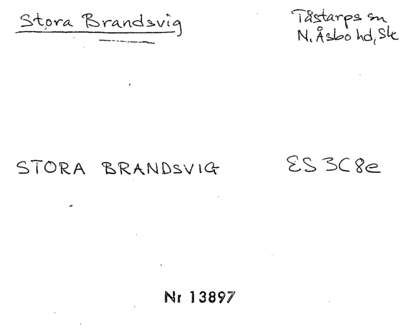 Stora Brandsvig
Tåstarps sn
N. Åsbo hd, Sk
STORA BRANDSVIG
ES 3C8e
Nr 13897